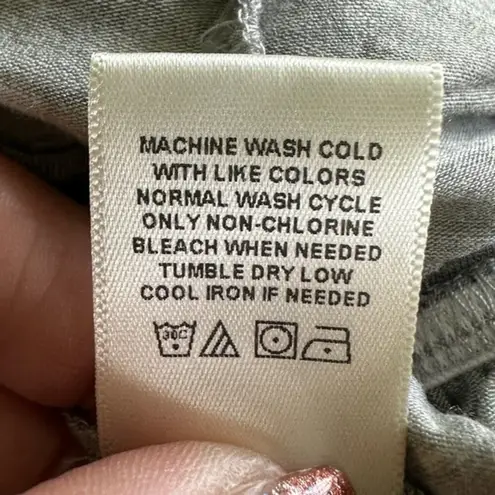 MACHINE WASH COLD
WITH LIKE COLORS
NORMAL WASH CYCLE
ONLY NON-CHLORINE
BLEACH WHEN NEEDED
TUMBLE DRY LOW
COOL IRON IF NEEDED
30C